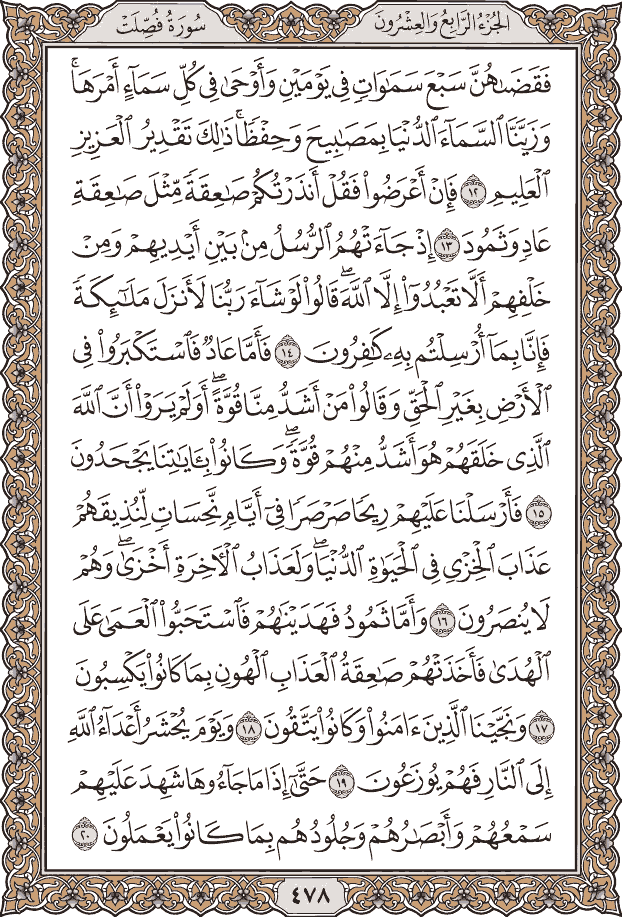 سُورَةُ فُصِّلَتْ
الجُزْءُ الرَّابِعُ وَالعِشْرُونَ
فَقَضَىٰهُنَّ سَبْعَ سَمَٰوَاتٖ فِي يَوۡمَيۡنِ وَأَوۡحَىٰ فِي كُلِّ سَمَآءٍ أَمۡرَهَاۚ
وَزَيَّنَّا ٱلسَّمَآءَ ٱلدُّنۡيَا بِمَصَٰبِيحَ وَحِفۡظٗاۚ ذَٰلِكَ تَقۡدِيرُ ٱلۡعَزِيزِ
ٱلۡعَلِيمِ ١٢ فَإِنۡ أَعۡرَضُواْ فَقُلۡ أَنذَرۡتُكُمۡ صَٰعِقَةٗ مِّثۡلَ صَٰعِقَةِ
عَادٖ وَثَمُودَ ١٣ إِذۡ جَآءَتۡهُمُ ٱلرُّسُلُ مِنۢ بَيۡنِ أَيۡدِيهِمۡ وَمِنۡ
خَلۡفِهِمۡ أَلَّا تَعۡبُدُوٓاْ إِلَّا ٱللَّهَۖ قَالُواْ لَوۡ شَآءَ رَبُّنَا لَأَنزَلَ مَلَٰٓئِكَةٗ
فَإِنَّا بِمَآ أُرۡسِلۡتُم بِهِۦ كَٰفِرُونَ ١٤ فَأَمَّا عَادٞ فَٱسۡتَكۡبَرُواْ فِي
ٱلۡأَرۡضِ بِغَيۡرِ ٱلۡحَقِّ وَقَالُواْ مَنۡ أَشَدُّ مِنَّا قُوَّةًۖ أَوَلَمۡ يَرَوۡاْ أَنَّ ٱللَّهَ
ٱلَّذِي خَلَقَهُمۡ هُوَ أَشَدُّ مِنۡهُمۡ قُوَّةٗۖ وَكَانُواْ بِـَٔايَٰتِنَا يَجۡحَدُونَ
١٥ فَأَرۡسَلۡنَا عَلَيۡهِمۡ رِيحٗا صَرۡصَرٗا فِيٓ أَيَّامٖ نَّحِسَاتٖ لِّنُذِيقَهُمۡ
عَذَابَ ٱلۡخِزۡيِ فِي ٱلۡحَيَوٰةِ ٱلدُّنۡيَاۖ وَلَعَذَابُ ٱلۡأٓخِرَةِ أَخۡزَىٰۖ وَهُمۡ
لَا يُنصَرُونَ ١٦ وَأَمَّا ثَمُودُ فَهَدَيۡنَٰهُمۡ فَٱسۡتَحَبُّواْ ٱلۡعَمَىٰ عَلَى
ٱلۡهُدَىٰ فَأَخَذَتۡهُمۡ صَٰعِقَةُ ٱلۡعَذَابِ ٱلۡهُونِ بِمَا كَانُواْ يَكۡسِبُونَ
١٧ وَنَجَّيۡنَا ٱلَّذِينَ ءَامَنُواْ وَكَانُواْ يَتَّقُونَ ١٨ وَيَوۡمَ يُحۡشَرُ أَعۡدَآءُ ٱللَّهِ
إِلَى ٱلنَّارِ فَهُمۡ يُوزَعُونَ ١٩ حَتَّىٰٓ إِذَا مَا جَآءُوهَا شَهِدَ عَلَيۡهِمۡ
سَمۡعُهُمۡ وَأَبۡصَٰرُهُمۡ وَجُلُودُهُم بِمَا كَانُواْ يَعۡمَلُونَ ٢٠
٤٧٨